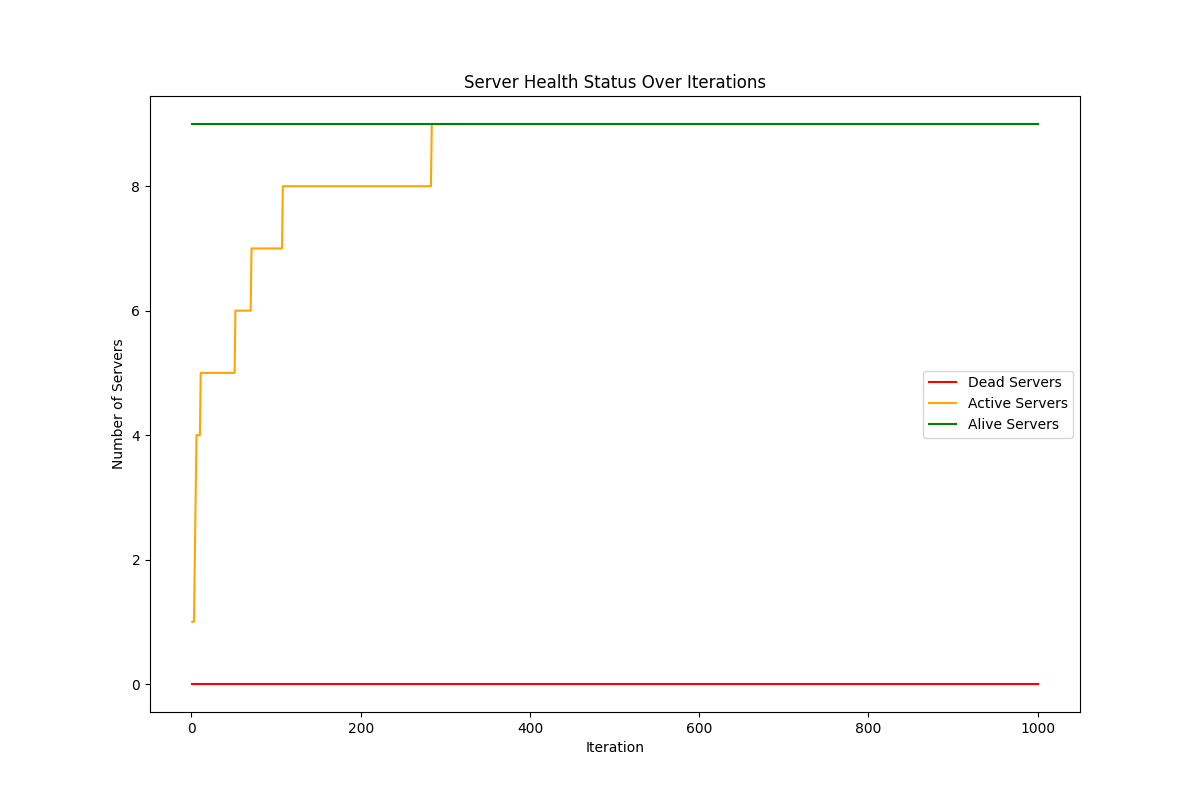 Server Health Status Over Iterations
Number of Servers
8
6
4
2
0
Dead Servers
Active Servers
Alive Servers
0 200 400 600 800 1000
Iteration